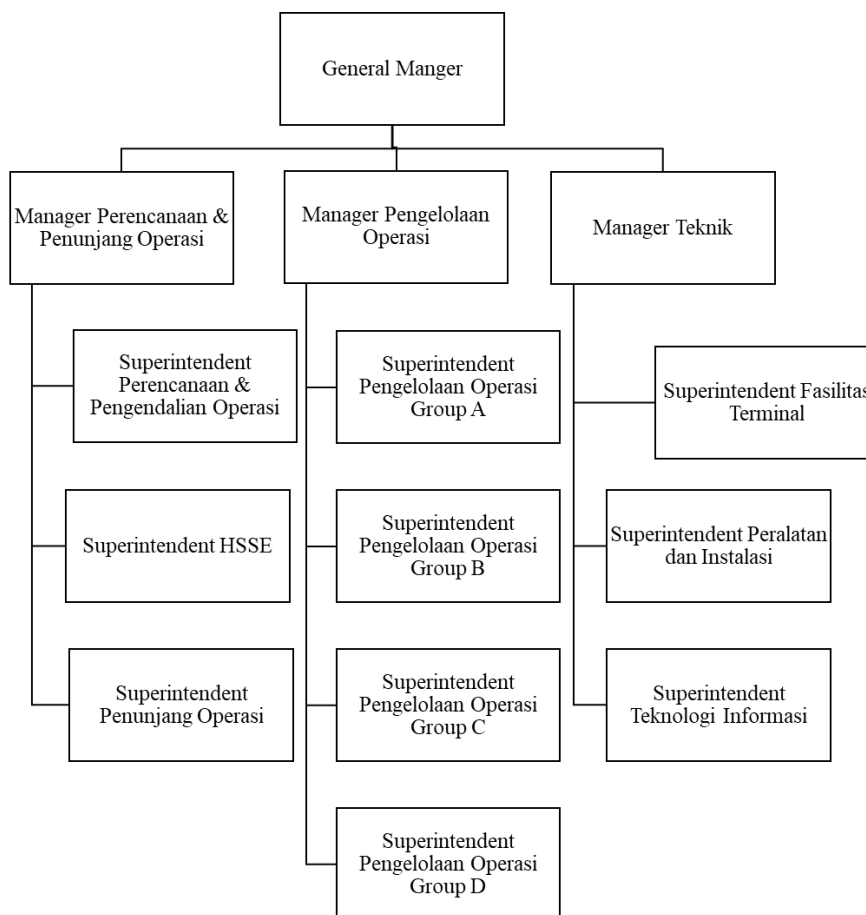 General Manger
Manager Perencanaan &
Penunjang Operasi
Manager Pengelolaan
Operasi
Manager Teknik
Superintendent
Perencanaan &
Pengendalian Operasi
Superintendent HSSE
Superintendent
Penunjang Operasi
Superintendent
Pengelolaan Operasi
Group A
Superintendent
Pengelolaan Operasi
Group B
Superintendent
Pengelolaan Operasi
Group C
Superintendent
Pengelolaan Operasi
Group D
Superintendent Fasilitas
Terminal
Superintendent Peralatan
dan Instalasi
Superintendent
Teknologi Informasi